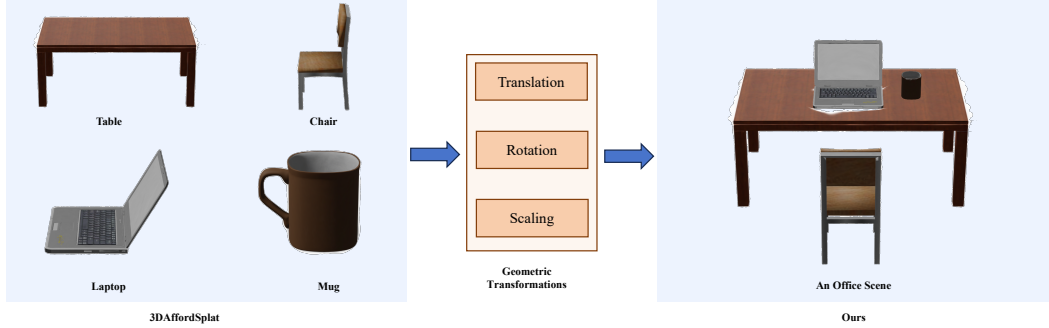 Table
Chair
Laptop
Mug
3DAffordSplat
Translation
Rotation
Scaling
Geometric
Transformations
An Office Scene
Ours